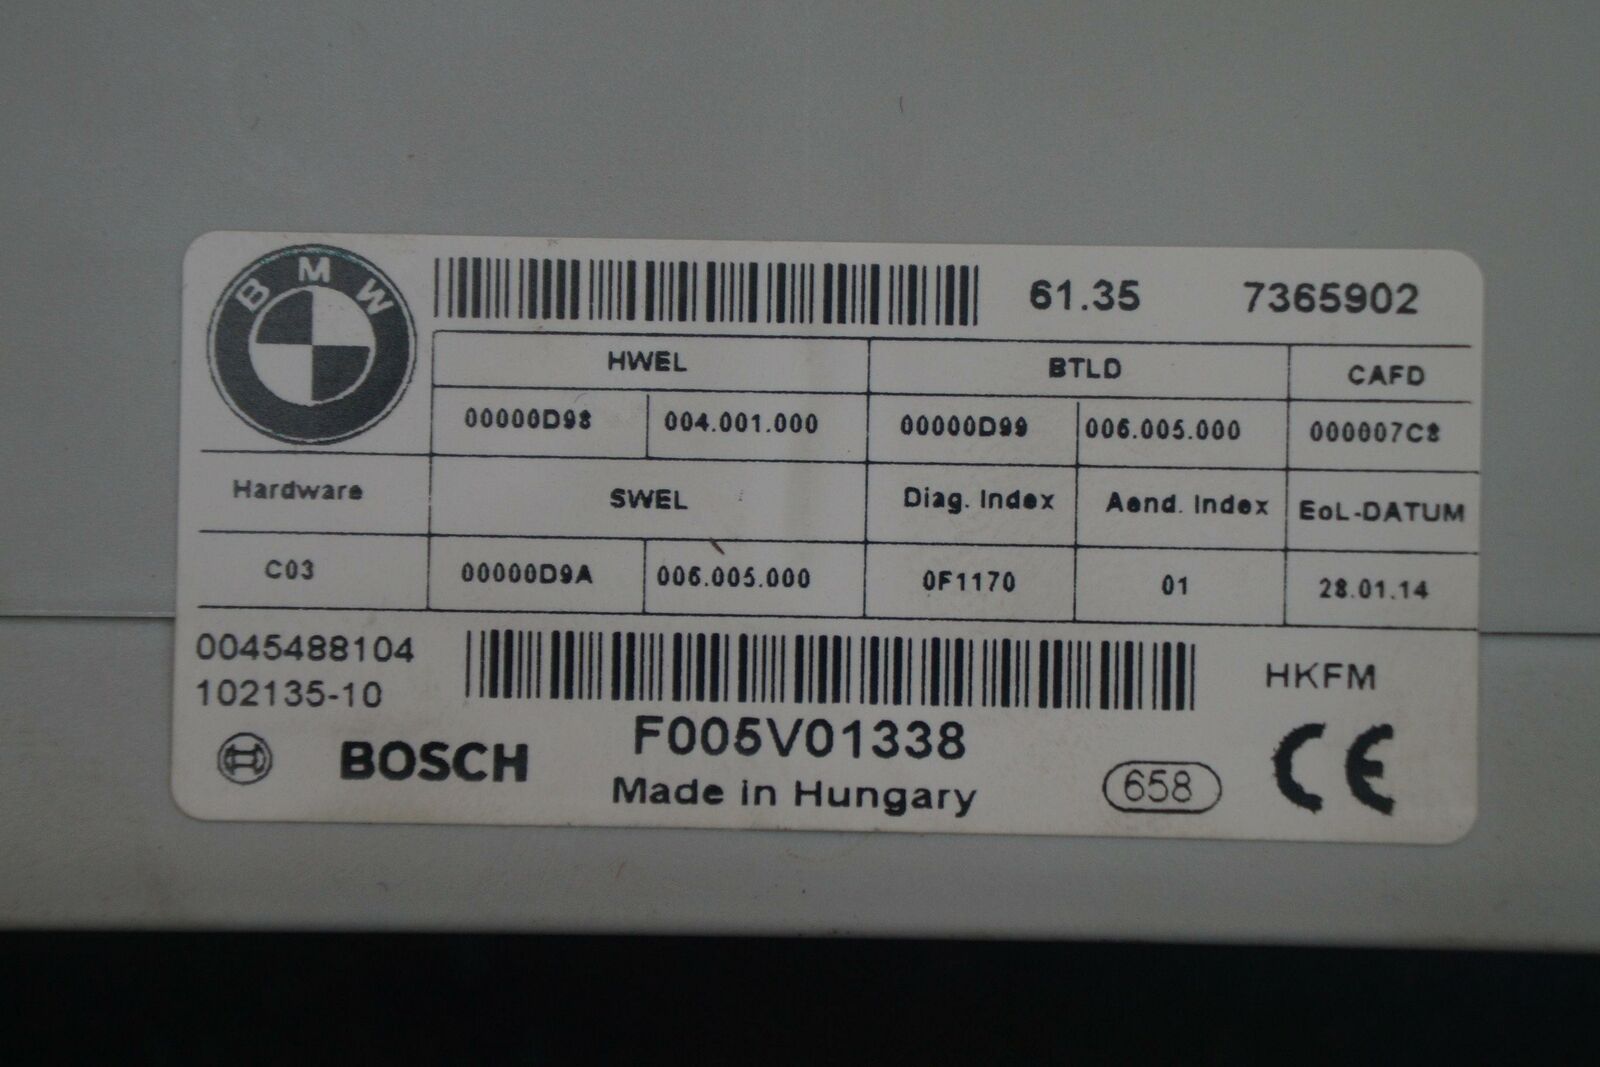 BMW
61.35 7365902
HWEL BTLD CAFD
00000D98 004.001.000 00000D99 006.005.000 000007C8
Hardware SWEL Diag. Index Aend. Index EoL-DATUM
C03 00000D9A 006.005.000 0F1170 01 28.01.14
0045488104
102135-10
HKFM
F005V01338
BOSCH
Made in Hungary
658
CE